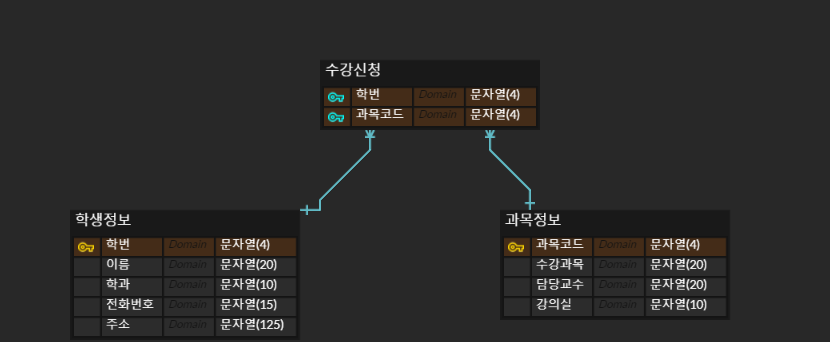 수강신청
학번 Domain 문자열(4)
과목코드 Domain 문자열(4)
학생정보
학번 Domain 문자열(4)
이름 Domain 문자열(20)
학과 Domain 문자열(10)
전화번호 Domain 문자열(15)
주소 Domain 문자열(125)
과목정보
과목코드 Domain 문자열(4)
수강과목 Domain 문자열(20)
담당교수 Domain 문자열(20)
강의실 Domain 문자열(10)